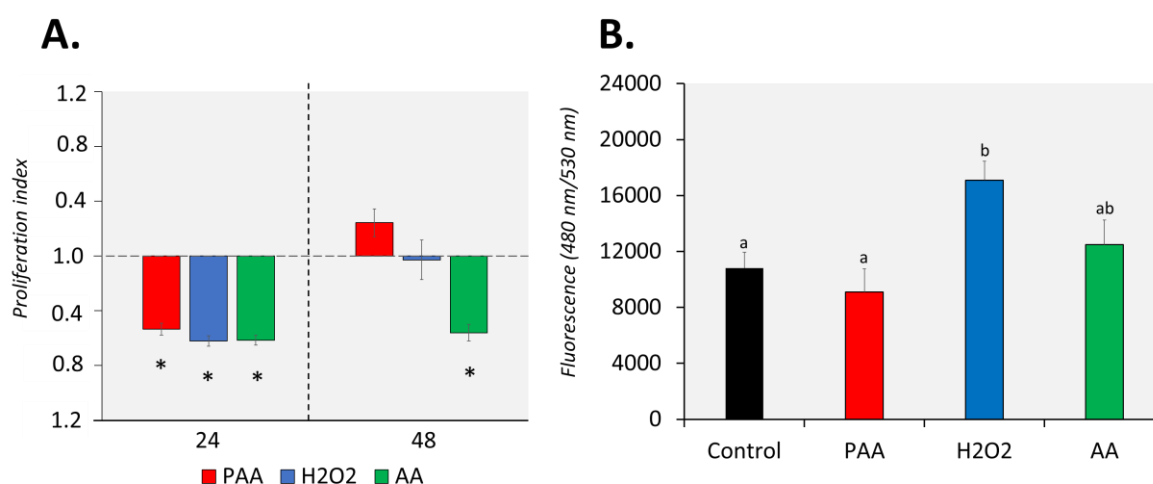 A.
Proliferation index
1.2
0.8
0.4
1.0
0.4
0.8
1.2
* * *
*
24 48
PAA H2O2 AA
B.
Fluorescence (480 nm/530 nm)
24000
20000
16000
12000
8000
4000
0
a
a
b
ab
Control PAA H2O2 AA